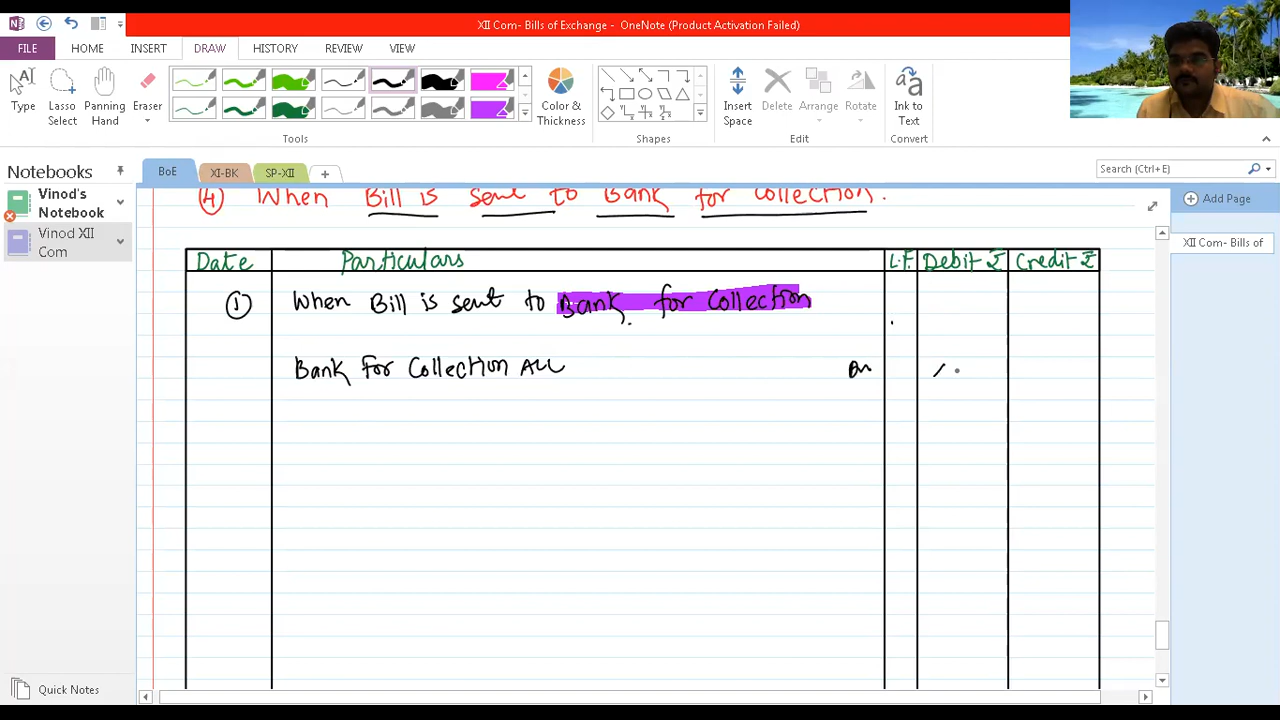 XII Com- Bills of Exchange - OneNote (Product Activation Failed)
FILE HOME INSERT DRAW HISTORY REVIEW VIEW
Type Lasso Select Panning Hand Eraser Color & Thickness Insert Space Delete Arrange Rotate Ink to Text
Tools Shapes Edit Convert
Notebooks BoE XI-BK SP-XII Search (Ctrl+E)
Vinod's Notebook
Vinod XII Com
Add Page
XII Com- Bills of
(4) When Bill is sent to Bank for Collection.
Date Particulars L.F. Debit ₹ Credit ₹
① When Bill is sent to Bank for Collection
Bank For Collection A/c Dr
Quick Notes